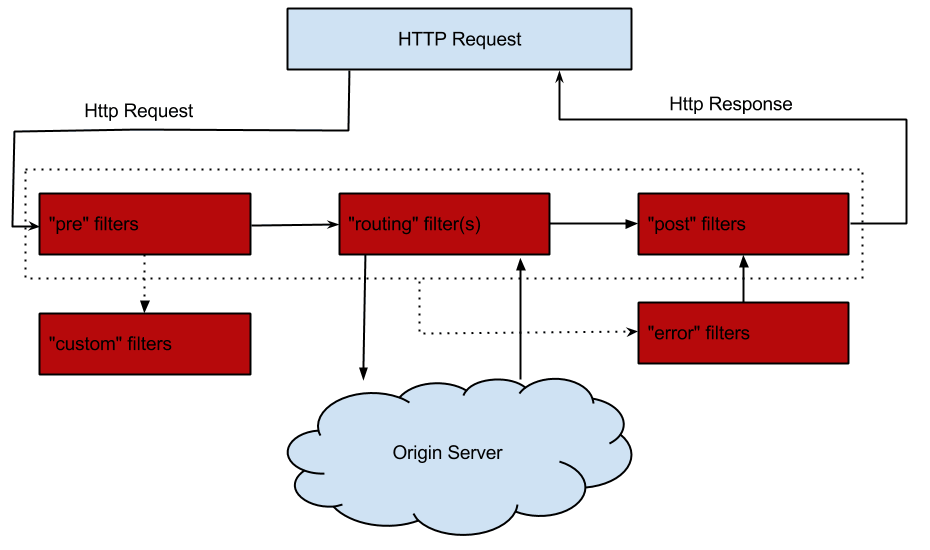 HTTP Request
Http Request
Http Response
"pre" filters
"routing" filter(s)
"post" filters
"custom" filters
"error" filters
Origin Server